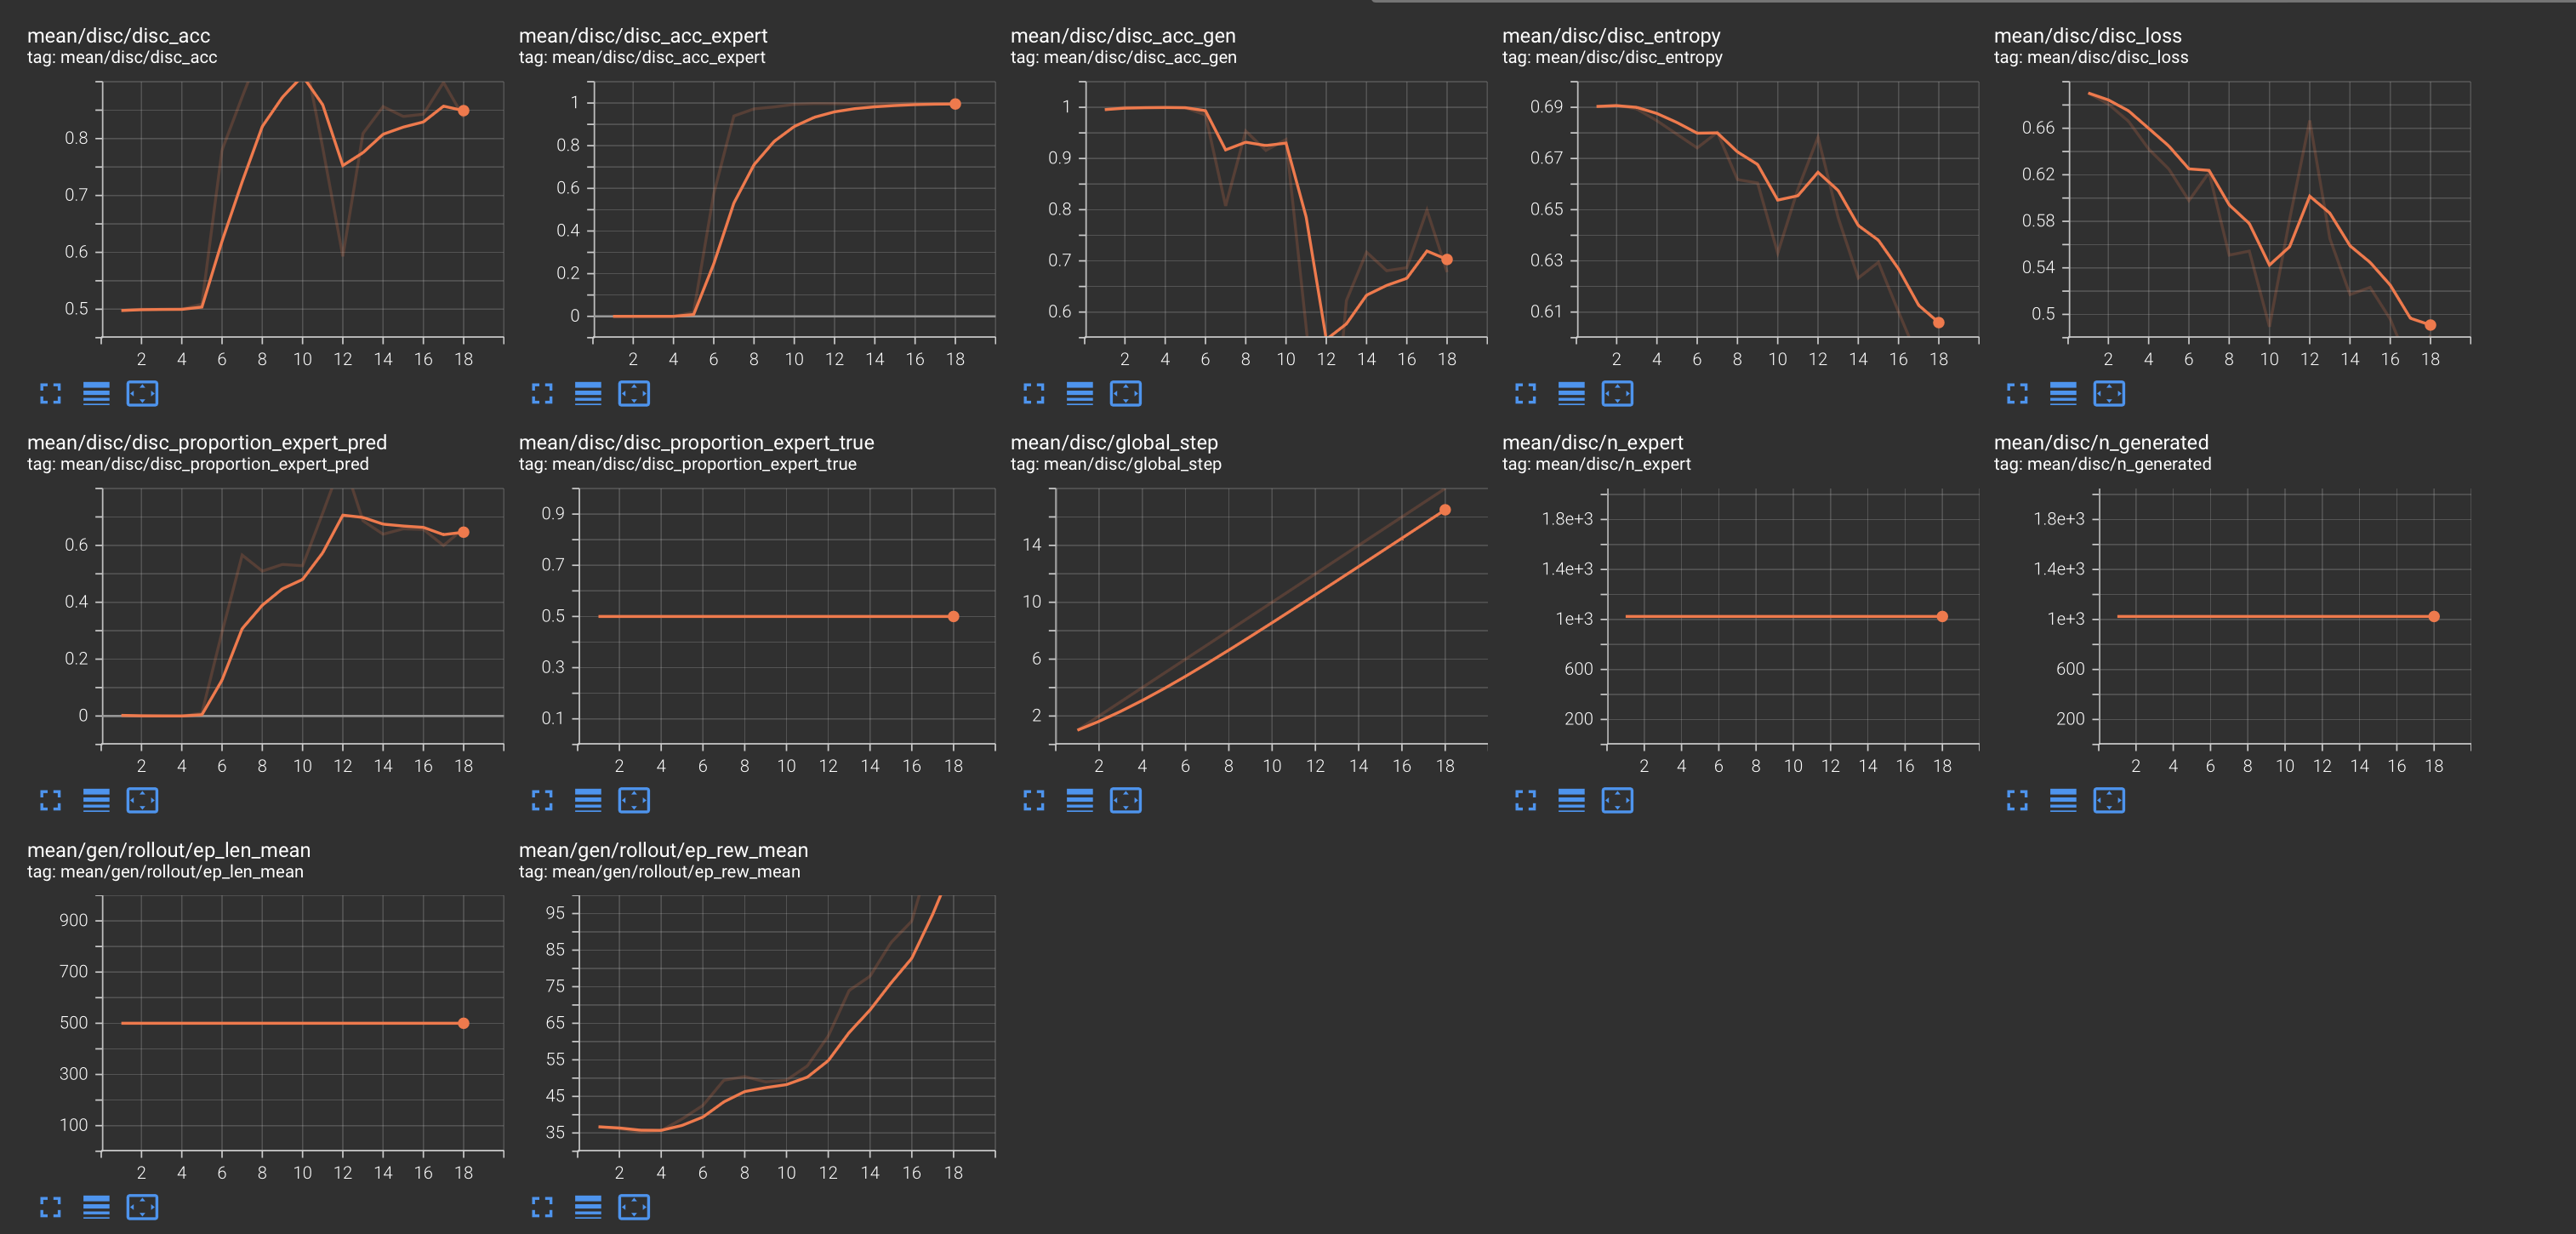 mean/disc/disc_acc
tag: mean/disc/disc_acc
0.8
0.7
0.6
0.5
2 4 6 8 10 12 14 16 18
mean/disc/disc_acc_expert
tag: mean/disc/disc_acc_expert
1
0.8
0.6
0.4
0.2
0
2 4 6 8 10 12 14 16 18
mean/disc/disc_acc_gen
tag: mean/disc/disc_acc_gen
1
0.9
0.8
0.7
0.6
2 4 6 8 10 12 14 16 18
mean/disc/disc_entropy
tag: mean/disc/disc_entropy
0.69
0.67
0.65
0.63
0.61
2 4 6 8 10 12 14 16 18
mean/disc/disc_loss
tag: mean/disc/disc_loss
0.66
0.62
0.58
0.54
0.5
2 4 6 8 10 12 14 16 18
mean/disc/disc_proportion_expert_pred
tag: mean/disc/disc_proportion_expert_pred
0.6
0.4
0.2
0
2 4 6 8 10 12 14 16 18
mean/disc/disc_proportion_expert_true
tag: mean/disc/disc_proportion_expert_true
0.9
0.7
0.5
0.3
0.1
2 4 6 8 10 12 14 16 18
mean/disc/global_step
tag: mean/disc/global_step
14
10
6
2
2 4 6 8 10 12 14 16 18
mean/disc/n_expert
tag: mean/disc/n_expert
1.8e+3
1.4e+3
1e+3
600
200
2 4 6 8 10 12 14 16 18
mean/disc/n_generated
tag: mean/disc/n_generated
1.8e+3
1.4e+3
1e+3
600
200
2 4 6 8 10 12 14 16 18
mean/gen/rollout/ep_len_mean
tag: mean/gen/rollout/ep_len_mean
900
700
500
300
100
2 4 6 8 10 12 14 16 18
mean/gen/rollout/ep_rew_mean
tag: mean/gen/rollout/ep_rew_mean
95
85
75
65
55
45
35
2 4 6 8 10 12 14 16 18